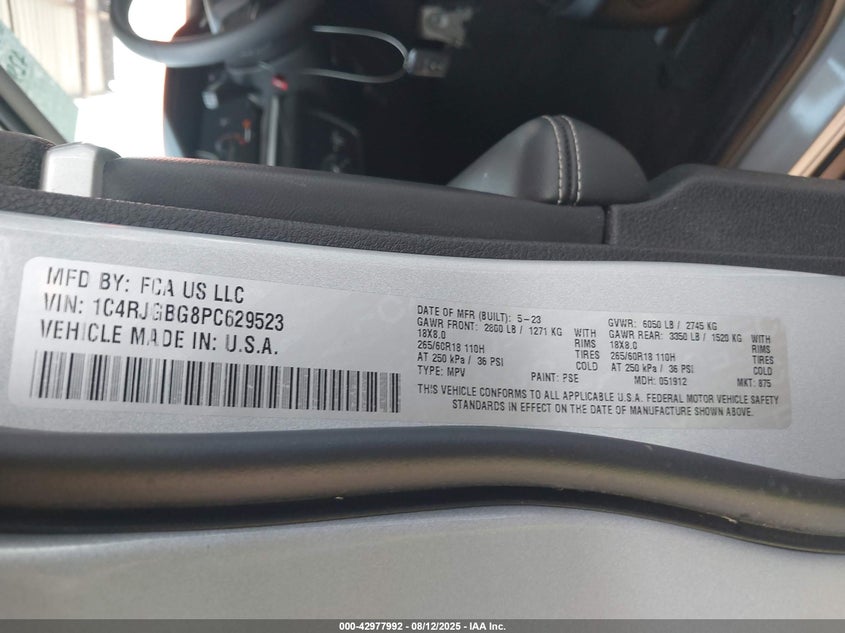 MFD BY: FCA US LLC
VIN: 1C4RJGBG8PC629523
VEHICLE MADE IN: U.S.A.
DATE OF MFR (BUILT): 5-23 GVWR: 6050 LB / 2745 KG
GAWR FRONT: 2800 LB / 1271 KG WITH GAWR REAR: 3350 LB / 1520 KG WITH
18X8.0 RIMS 18X8.0 RIMS
265/60R18 110H TIRES 265/60R18 110H TIRES
AT 250 kPa / 36 PSI COLD AT 250 kPa / 36 PSI COLD
TYPE: MPV PAINT: PSE MDH: 051912 MKT: 875
THIS VEHICLE CONFORMS TO ALL APPLICABLE U.S.A. FEDERAL MOTOR VEHICLE SAFETY
STANDARDS IN EFFECT ON THE DATE OF MANUFACTURE SHOWN ABOVE.
000-42977992 - 08/12/2025 - IAA Inc.